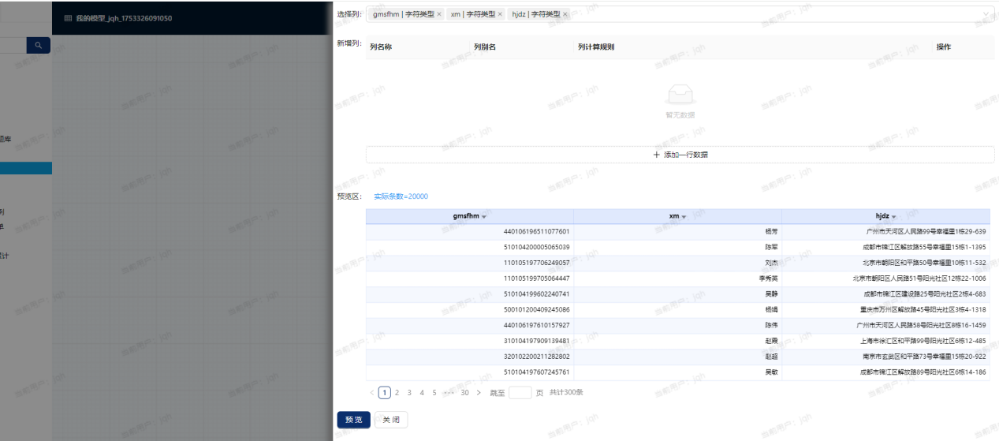 我的模型_jqh_1753326091050
题库
列
单
累计
选择列: gmsfhm | 字符类型 × xm | 字符类型 × hjdz | 字符类型 ×
新增列: 列名称 列别名 列计算规则 操作
暂无数据
+ 添加一行数据
预览区: 实际条数=20000
gmsfhm xm hjdz
440106196511077601 杨芳 广州市天河区人民路99号幸福里1栋29-639
510104200005065039 陈军 成都市锦江区解放路55号幸福里15栋1-1395
110105197706249057 刘杰 北京市朝阳区和平路50号幸福里10栋11-532
110105199705064447 李秀英 北京市朝阳区人民路51号阳光社区12栋22-1006
510104199602240741 吴静 成都市锦江区建设路25号阳光社区2栋4-683
500101200409245086 杨娟 重庆市万州区解放路45号阳光社区3栋4-1318
440106197610157927 陈伟 广州市天河区人民路58号阳光社区8栋16-1459
310104197909139481 赵霞 上海市徐汇区和平路99号阳光社区6栋12-485
320102200211282802 赵超 南京市玄武区和平路73号幸福里15栋20-922
510104197607245761 吴敏 成都市锦江区解放路89号阳光社区6栋14-186
< 1 2 3 4 5 ••• 30 > 跳至 页 共计300条
预览 关闭
当前用户: jqh